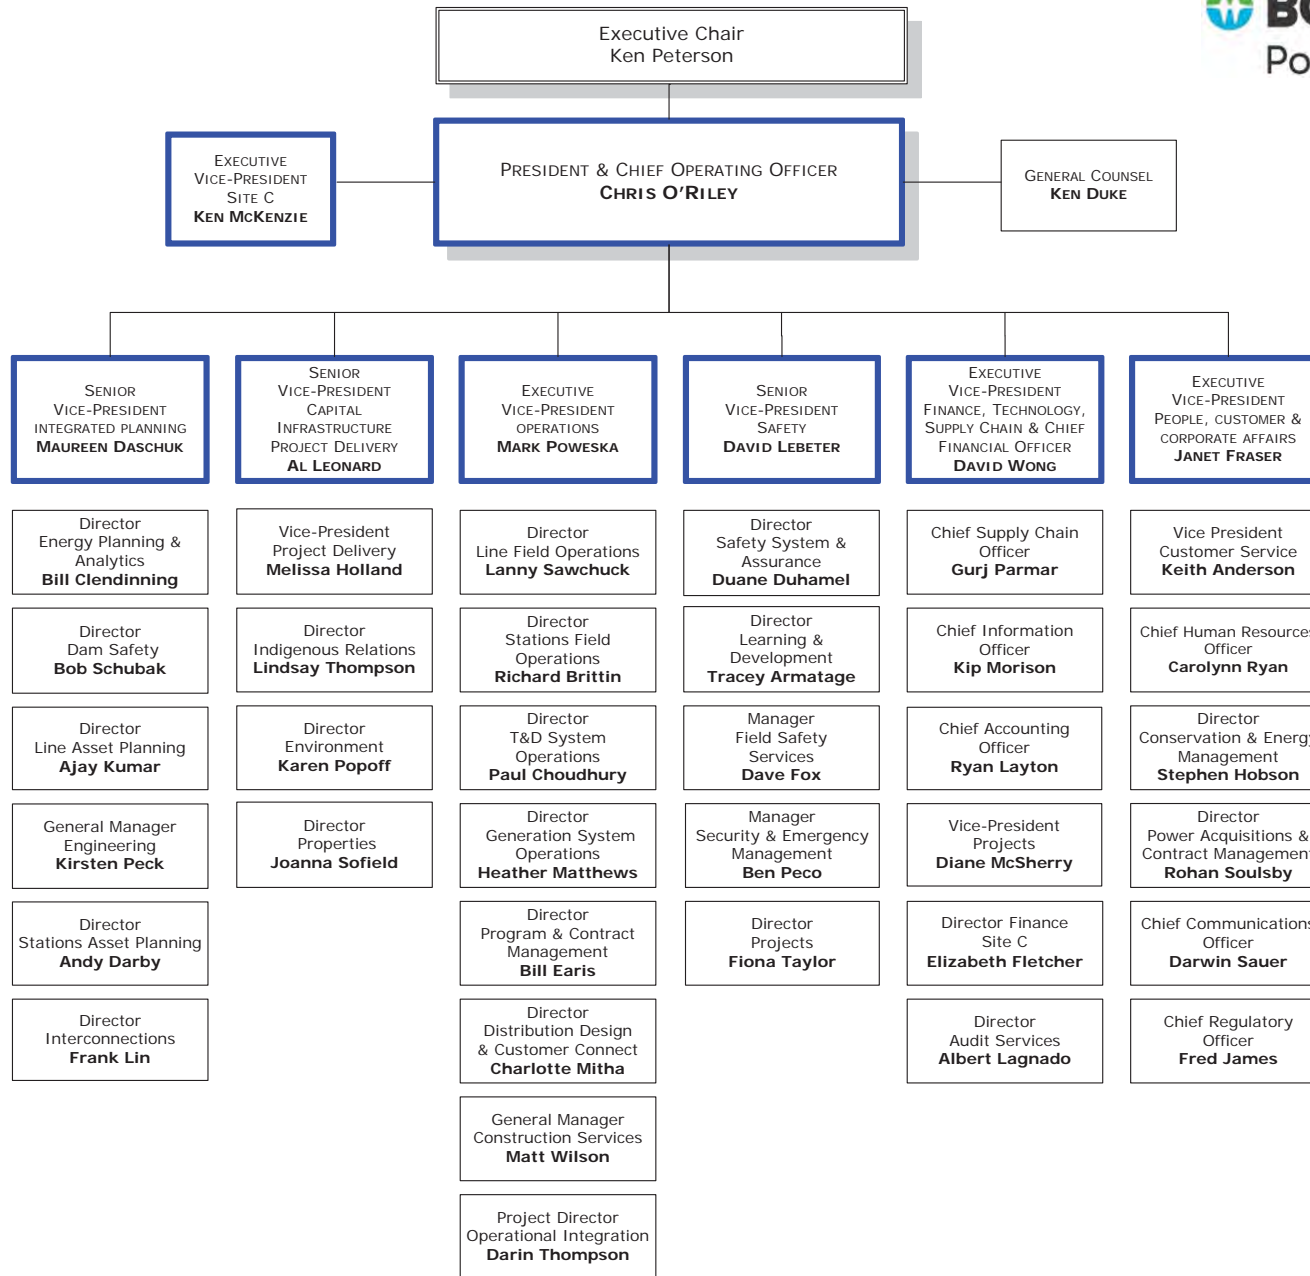 Executive Chair
Ken Peterson
EXECUTIVE
VICE-PRESIDENT
SITE C
KEN MCKENZIE
PRESIDENT & CHIEF OPERATING OFFICER
CHRIS O'RILEY
GENERAL COUNSEL
KEN DUKE
SENIOR
VICE-PRESIDENT
INTEGRATED PLANNING
MAUREEN DASCHUK
SENIOR
VICE-PRESIDENT
CAPITAL
INFRASTRUCTURE
PROJECT DELIVERY
AL LEONARD
EXECUTIVE
VICE-PRESIDENT
OPERATIONS
MARK POWESKA
SENIOR
VICE-PRESIDENT
SAFETY
DAVID LEBETER
EXECUTIVE
VICE-PRESIDENT
FINANCE, TECHNOLOGY,
SUPPLY CHAIN & CHIEF
FINANCIAL OFFICER
DAVID WONG
EXECUTIVE
VICE-PRESIDENT
PEOPLE, CUSTOMER &
CORPORATE AFFAIRS
JANET FRASER
Director
Energy Planning &
Analytics
Bill Clendinning
Director
Dam Safety
Bob Schubak
Director
Line Asset Planning
Ajay Kumar
General Manager
Engineering
Kirsten Peck
Director
Stations Asset Planning
Andy Darby
Director
Interconnections
Frank Lin
Vice-President
Project Delivery
Melissa Holland
Director
Indigenous Relations
Lindsay Thompson
Director
Environment
Karen Popoff
Director
Properties
Joanna Sofield
Director
Line Field Operations
Lanny Sawchuck
Director
Stations Field
Operations
Richard Brittin
Director
T&D System
Operations
Paul Choudhury
Director
Generation System
Operations
Heather Matthews
Director
Program & Contract
Management
Bill Earis
Director
Distribution Design
& Customer Connect
Charlotte Mitha
General Manager
Construction Services
Matt Wilson
Project Director
Operational Integration
Darin Thompson
Director
Safety System &
Assurance
Duane Duhamel
Director
Learning &
Development
Tracey Armatage
Manager
Field Safety
Services
Dave Fox
Manager
Security & Emergency
Management
Ben Peco
Director
Projects
Fiona Taylor
Chief Supply Chain
Officer
Gurj Parmar
Chief Information
Officer
Kip Morison
Chief Accounting
Officer
Ryan Layton
Vice-President
Projects
Diane McSherry
Director Finance
Site C
Elizabeth Fletcher
Director
Audit Services
Albert Lagnado
Vice President
Customer Service
Keith Anderson
Chief Human Resources
Officer
Carolynn Ryan
Director
Conservation & Energy
Management
Stephen Hobson
Director
Power Acquisitions &
Contract Management
Rohan Soulsby
Chief Communications
Officer
Darwin Sauer
Chief Regulatory
Officer
Fred James